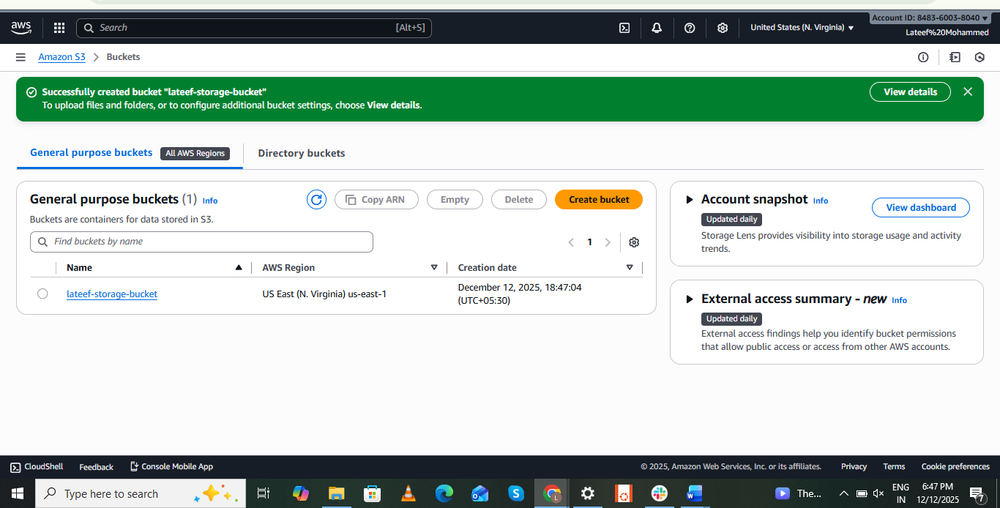 aws
Search
[Alt+S]
United States (N. Virginia)
Account ID: 8483-6003-8040
Lateef%20Mohammed
Amazon S3
Buckets
Successfully created bucket "lateef-storage-bucket"
To upload files and folders, or to configure additional bucket settings, choose View details.
View details
General purpose buckets
All AWS Regions
Directory buckets
General purpose buckets (1)
Info
Copy ARN
Empty
Delete
Create bucket
Buckets are containers for data stored in S3.
Find buckets by name
1
Name
AWS Region
Creation date
lateef-storage-bucket
US East (N. Virginia) us-east-1
December 12, 2025, 18:47:04
(UTC+05:30)
Account snapshot
Info
View dashboard
Updated daily
Storage Lens provides visibility into storage usage and activity
trends.
External access summary - new
Info
Updated daily
External access findings help you identify bucket permissions
that allow public access or access from other AWS accounts.
CloudShell
Feedback
Console Mobile App
© 2025, Amazon Web Services, Inc. or its affiliates.
Privacy
Terms
Cookie preferences
Type here to search
L
The...
ENG
IN
6:47 PM
12/12/2025
7